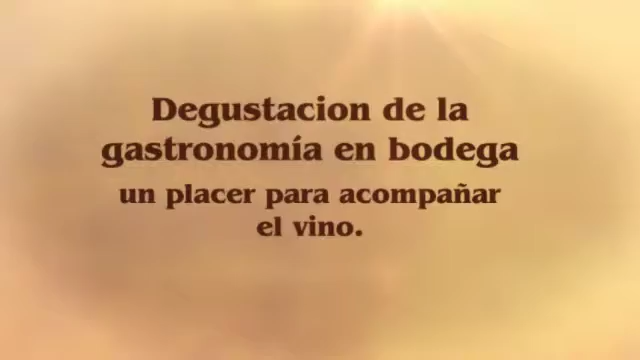 Degustacion de la
gastronomía en bodega
un placer para acompañar
el vino.